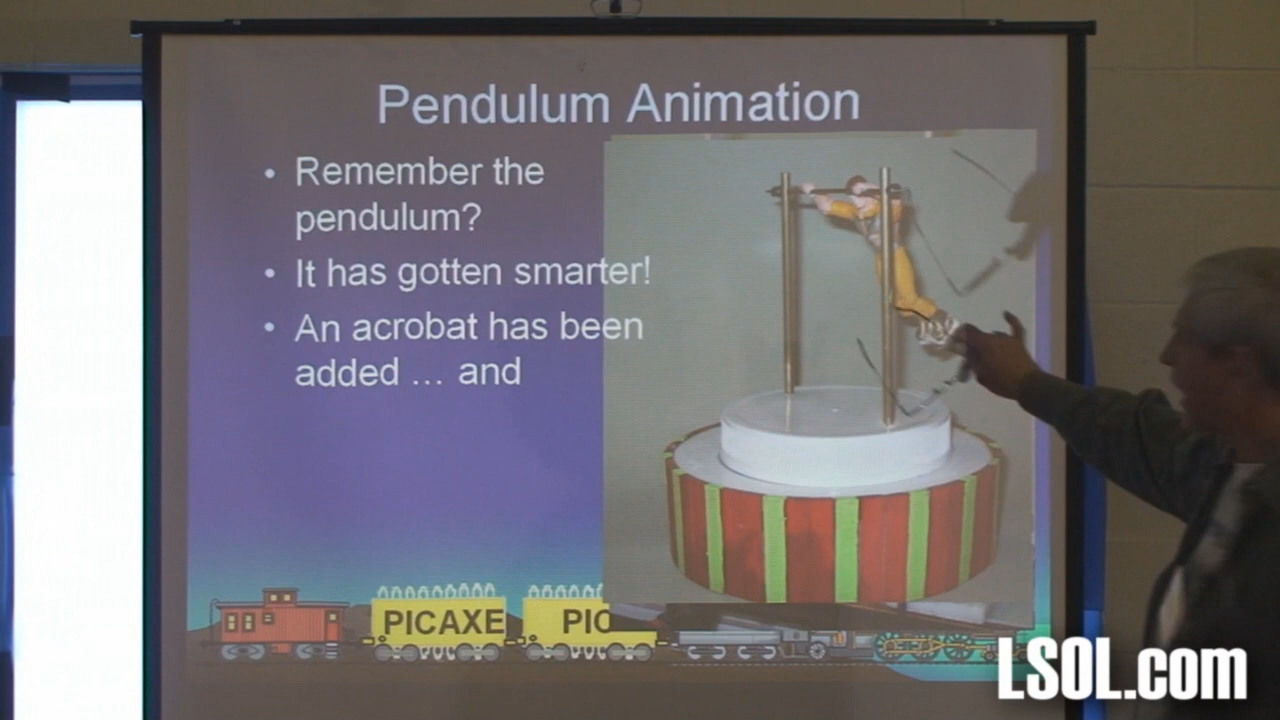 Pendulum Animation
• Remember the
pendulum?
• It has gotten smarter!
• An acrobat has been
added ... and
PICAXE PIC
LSOL.com